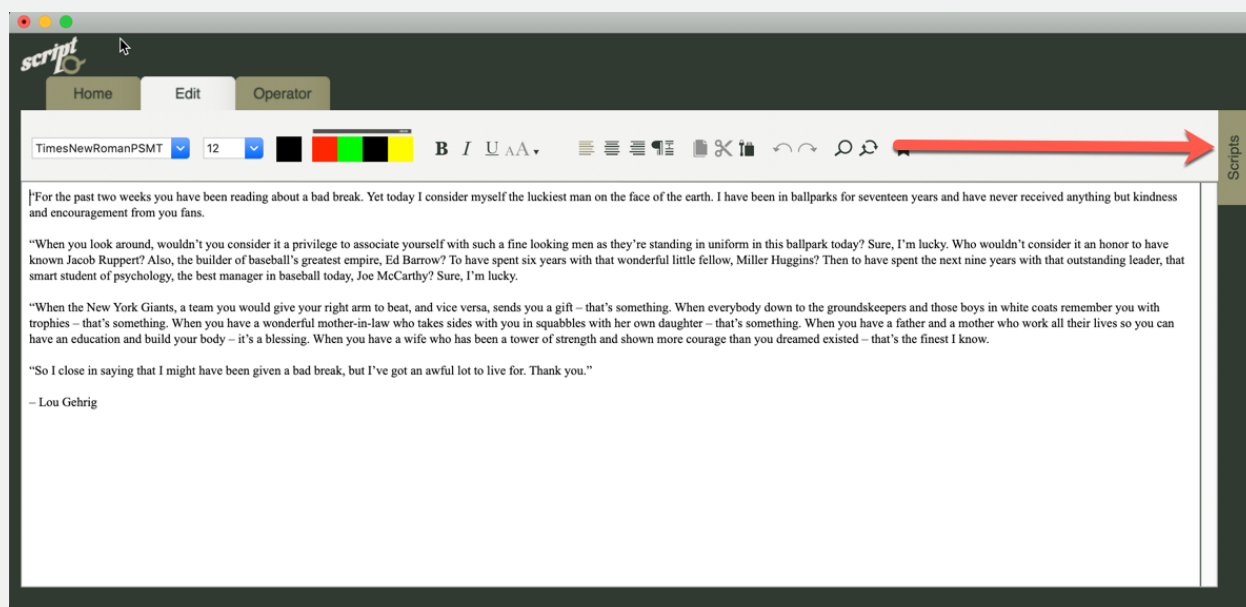 script
Home Edit Operator
TimesNewRomanPSMT 12 B I U AA
Scripts
“For the past two weeks you have been reading about a bad break. Yet today I consider myself the luckiest man on the face of the earth. I have been in ballparks for seventeen years and have never received anything but kindness
and encouragement from you fans.
“When you look around, wouldn’t you consider it a privilege to associate yourself with such a fine looking men as they’re standing in uniform in this ballpark today? Sure, I’m lucky. Who wouldn’t consider it an honor to have
known Jacob Ruppert? Also, the builder of baseball’s greatest empire, Ed Barrow? To have spent six years with that wonderful little fellow, Miller Huggins? Then to have spent the next nine years with that outstanding leader, that
smart student of psychology, the best manager in baseball today, Joe McCarthy? Sure, I’m lucky.
“When the New York Giants, a team you would give your right arm to beat, and vice versa, sends you a gift – that’s something. When everybody down to the groundskeepers and those boys in white coats remember you with
trophies – that’s something. When you have a wonderful mother-in-law who takes sides with you in squabbles with her own daughter – that’s something. When you have a father and a mother who work all their lives so you can
have an education and build your body – it’s a blessing. When you have a wife who has been a tower of strength and shown more courage than you dreamed existed – that’s the finest I know.
“So I close in saying that I might have been given a bad break, but I’ve got an awful lot to live for. Thank you.”
– Lou Gehrig